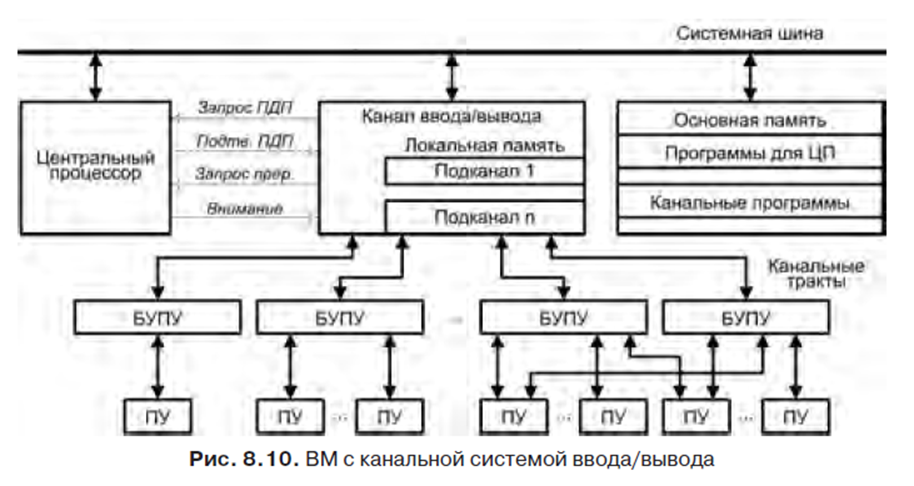 Системная шина
Центральный
процессор
Запрос ПДП
Подтв. ПДП
Запрос прер.
Внимание
Канал ввода/вывода
Локальная память
Подканал 1
Подканал n
Основная память
Программы для ЦП
Канальные программы
Канальные
тракты
БУПУ
БУПУ
...
БУПУ
БУПУ
ПУ
ПУ
...
ПУ
ПУ
...
ПУ
ПУ
...
ПУ
Рис. 8.10. ВМ с канальной системой ввода/вывода